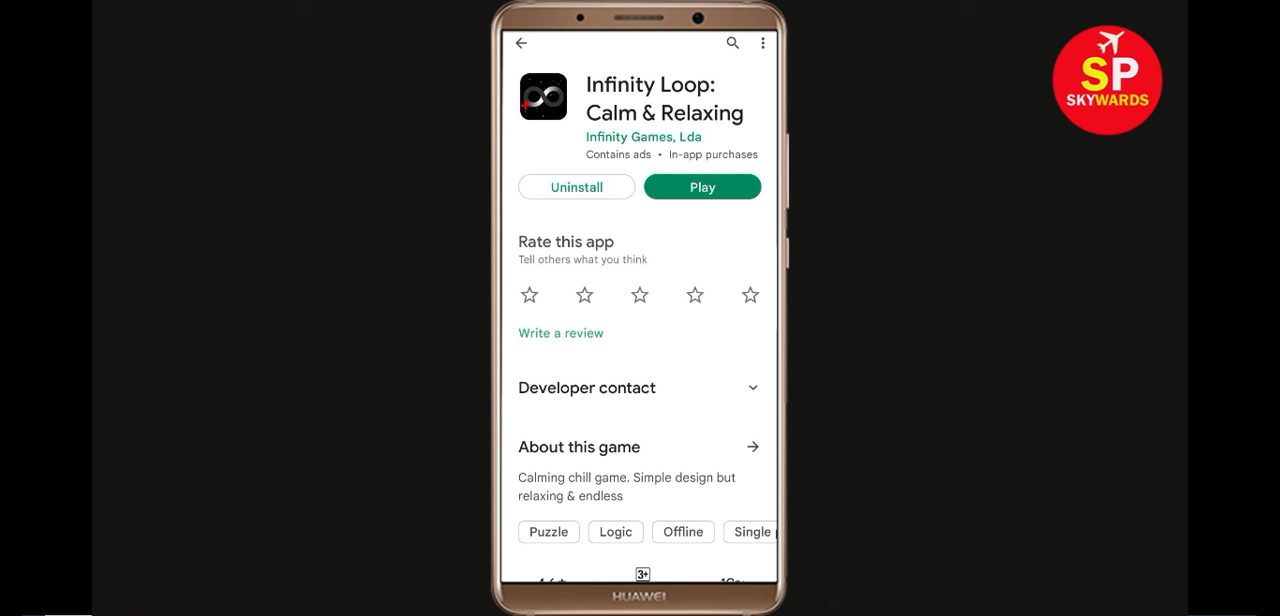 SP
SKYWARDS
Infinity Loop:
Calm & Relaxing
Infinity Games, Lda
Contains ads • In-app purchases
Uninstall
Play
Rate this app
Tell others what you think
Write a review
Developer contact
About this game
Calming chill game. Simple design but
relaxing & endless
Puzzle
Logic
Offline
Single
3+
HUAWEI